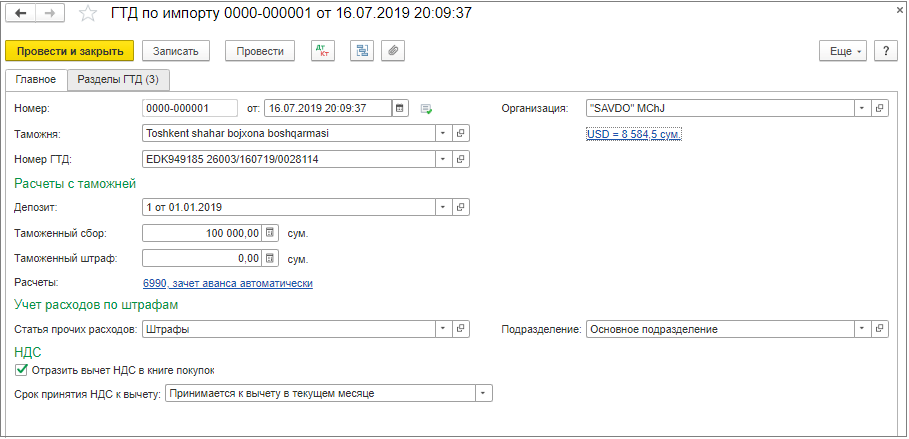 ГТД по импорту 0000-000001 от 16.07.2019 20:09:37
Провести и закрыть Записать Провести Дт Кт Еще ?
Главное Разделы ГТД (3)
Номер: 0000-000001 от: 16.07.2019 20:09:37 Организация: "SAVDO" MChJ
Таможня: Toshkent shahar bojxona boshqarmasi USD = 8 584,5 сум.
Номер ГТД: EDK949185 26003/160719/0028114
Расчеты с таможней
Депозит: 1 от 01.01.2019
Таможенный сбор: 100 000,00 сум.
Таможенный штраф: 0,00 сум.
Расчеты: 6990, зачет аванса автоматически
Учет расходов по штрафам
Статья прочих расходов: Штрафы Подразделение: Основное подразделение
НДС
Отразить вычет НДС в книге покупок
Срок принятия НДС к вычету: Принимается к вычету в текущем месяце